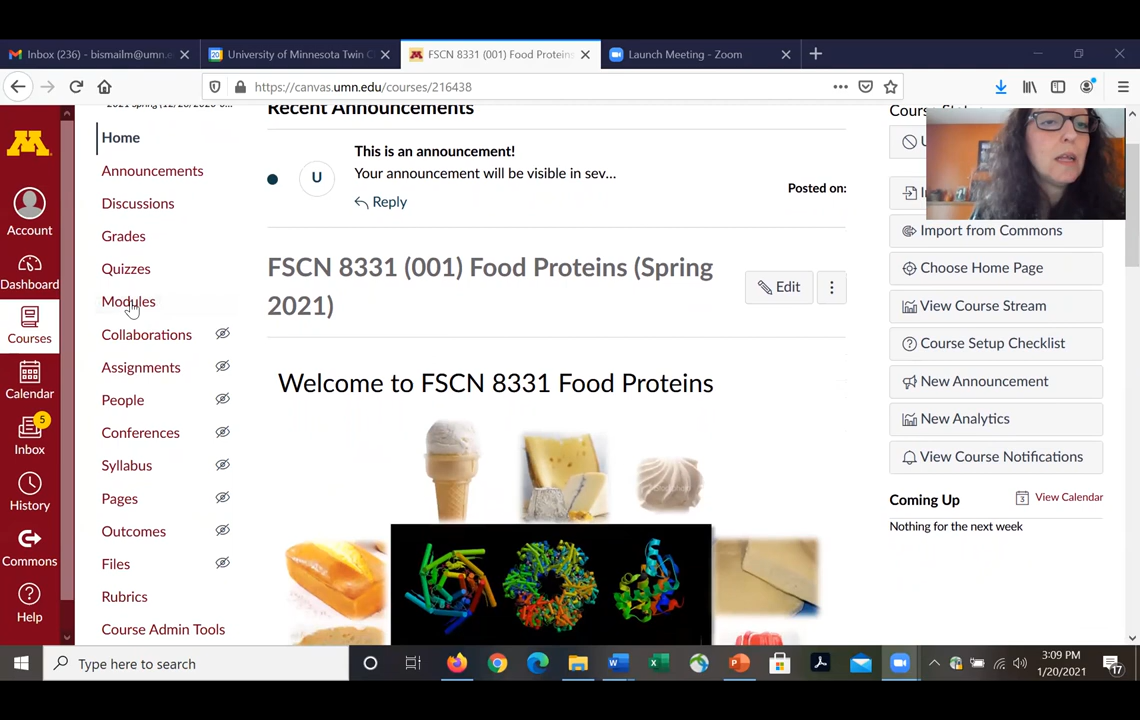 Inbox (236) - bismailm@umn.e
University of Minnesota Twin C
FSCN 8331 (001) Food Proteins
Launch Meeting - Zoom
https://canvas.umn.edu/courses/216438
Home
Announcements
Discussions
Grades
Quizzes
Modules
Collaborations
Assignments
People
Conferences
Syllabus
Pages
Outcomes
Files
Rubrics
Course Admin Tools
Account
Dashboard
Courses
Calendar
5
Inbox
History
Commons
Help
Recent Announcements
U
This is an announcement!
Your announcement will be visible in sev...
Reply
Posted on:
FSCN 8331 (001) Food Proteins (Spring
2021)
Edit
Welcome to FSCN 8331 Food Proteins
Import from Commons
Choose Home Page
View Course Stream
Course Setup Checklist
New Announcement
New Analytics
View Course Notifications
Coming Up
View Calendar
Nothing for the next week
Type here to search
3:09 PM
1/20/2021
17